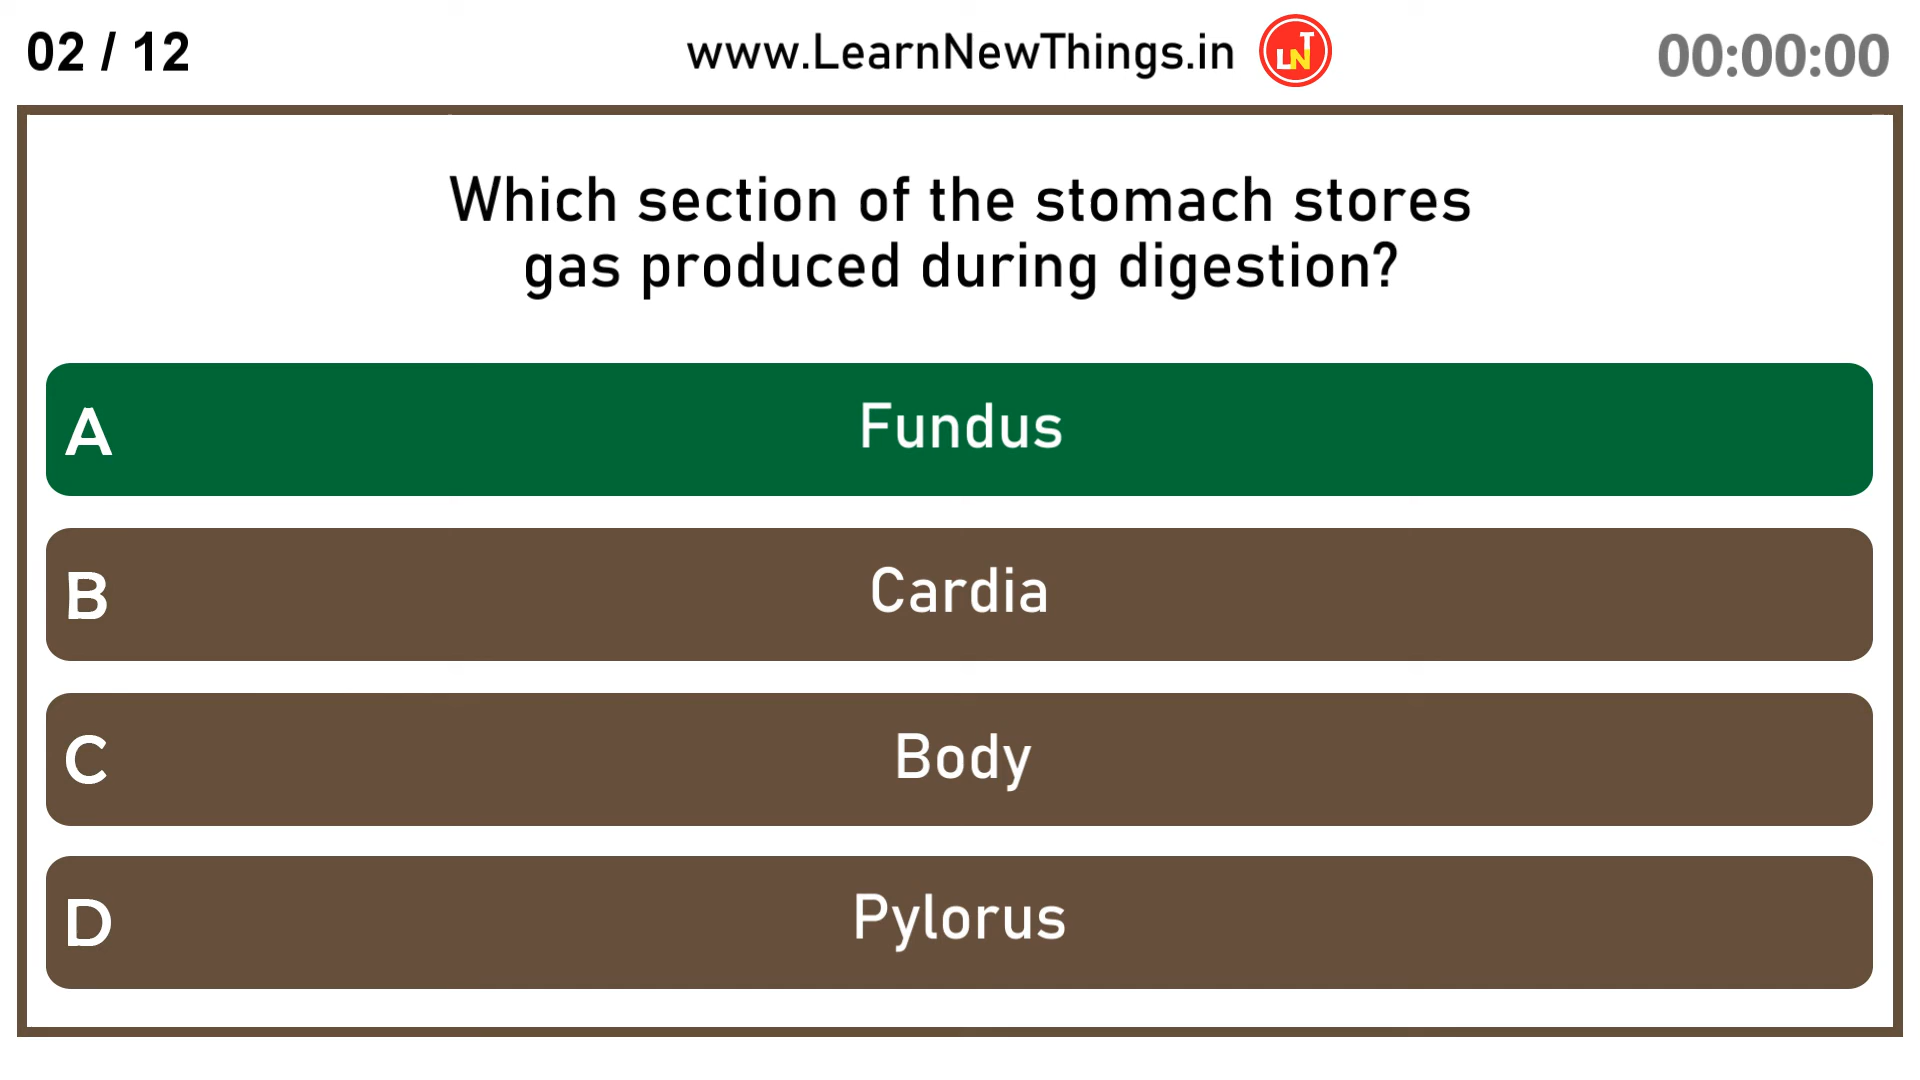 02 / 12
www.LearnNewThings.in
LNT
00:00:00
Which section of the stomach stores
gas produced during digestion?
A Fundus
B Cardia
C Body
D Pylorus